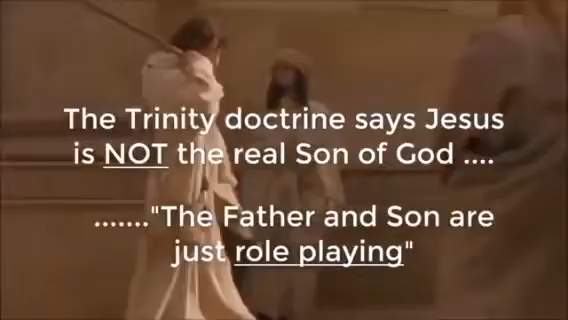 The Trinity doctrine says Jesus
is NOT the real Son of God ....
......."The Father and Son are
just role playing"